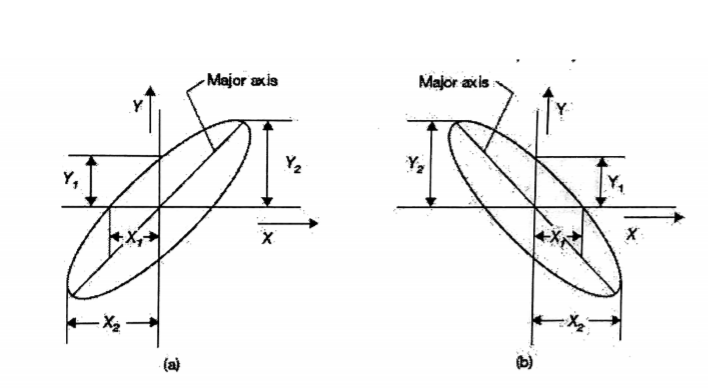 Major axis
Y
Y₁
Y₂
X₁
X
X₂
(a)
Major axis
Y
Y₂
Y₁
X₁
X
X₂
(b)